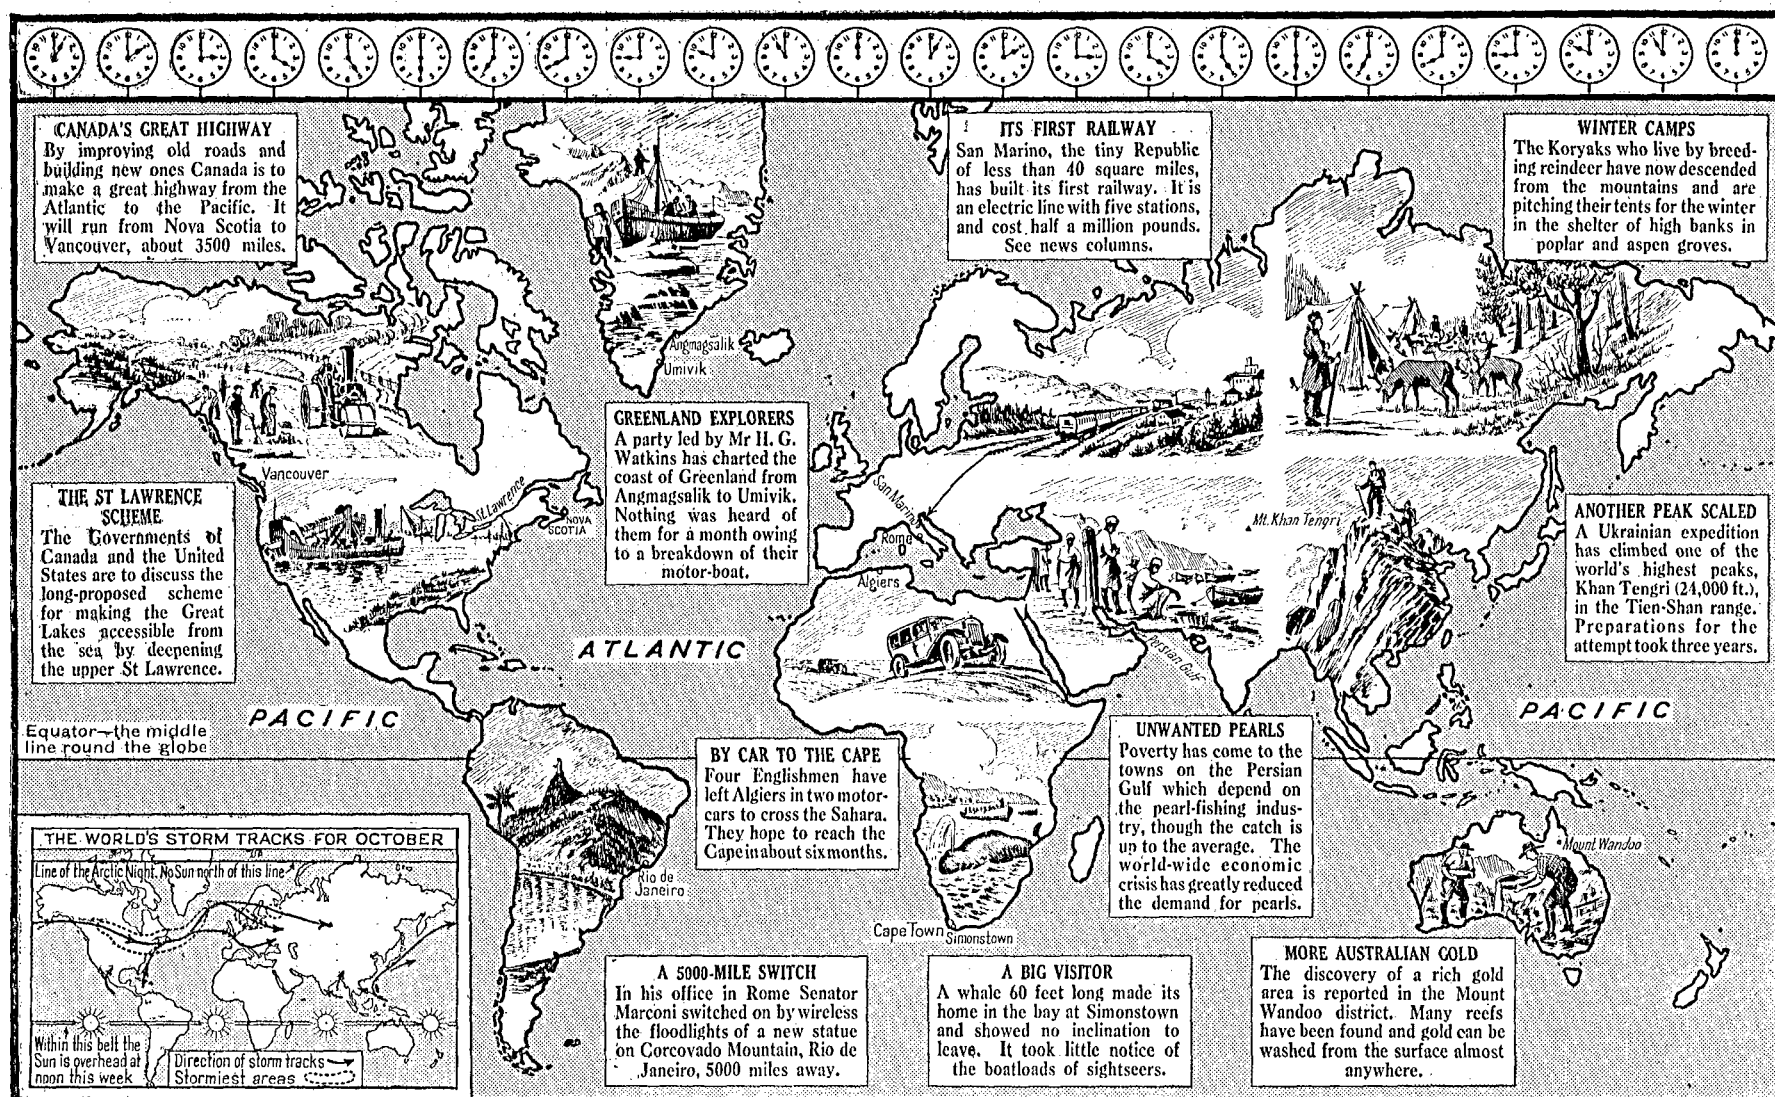 CANADA'S GREAT HIGHWAY
By improving old roads and
building new ones Canada is to
make a great highway from the
Atlantic to the Pacific. It
will run from Nova Scotia to
Vancouver, about 3500 miles.
ITS FIRST RAILWAY
San Marino, the tiny Republic
of less than 40 square miles,
has built its first railway. It is
an electric line with five stations,
and cost half a million pounds.
See news columns.
WINTER CAMPS
The Koryaks who live by breed-
ing reindeer have now descended
from the mountains and are
pitching their tents for the winter
in the shelter of high banks in
poplar and aspen groves.
Angmagsalik
Umivik
GREENLAND EXPLORERS
A party led by Mr H. G.
Watkins has charted the
coast of Greenland from
Angmagsalik to Umivik.
Nothing was heard of
them for a month owing
to a breakdown of their
motor-boat.
Vancouver
St. Lawrence
NOVA
SCOTIA
THE ST LAWRENCE
SCHEME
The Governments of
Canada and the United
States are to discuss the
long-proposed scheme
for making the Great
Lakes accessible from
the sea by deepening
the upper St Lawrence.
San Marino
Rome
Algiers
Mt. Khan Tengri
ANOTHER PEAK SCALED
A Ukrainian expedition
has climbed one of the
world's highest peaks,
Khan Tengri (24,000 ft.),
in the Tien-Shan range.
Preparations for the
attempt took three years.
ATLANTIC
PACIFIC
Persian Gulf
PACIFIC
Equator—the middle
line round the globe
BY CAR TO THE CAPE
Four Englishmen have
left Algiers in two motor-
cars to cross the Sahara.
They hope to reach the
Cape in about six months.
UNWANTED PEARLS
Poverty has come to the
towns on the Persian
Gulf which depend on
the pearl-fishing indus-
try, though the catch is
up to the average. The
world-wide economic
crisis has greatly reduced
the demand for pearls.
Mount Wandoo
Rio de
Janeiro
Cape Town
Simonstown
THE WORLD'S STORM TRACKS FOR OCTOBER
Line of the Arctic Night. No Sun north of this line
Within this belt the
Sun is overhead at
noon this week
Direction of storm tracks
Stormiest areas
A 5000-MILE SWITCH
In his office in Rome Senator
Marconi switched on by wireless
the floodlights of a new statue
on Corcovado Mountain, Rio de
Janeiro, 5000 miles away.
A BIG VISITOR
A whale 60 feet long made its
home in the bay at Simonstown
and showed no inclination to
leave. It took little notice of
the boatloads of sightseers.
MORE AUSTRALIAN GOLD
The discovery of a rich gold
area is reported in the Mount
Wandoo district. Many reefs
have been found and gold can be
washed from the surface almost
anywhere.